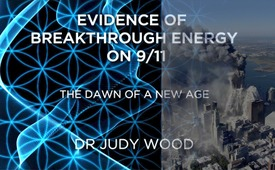 EVIDENCE OF
BREAKTHROUGH ENERGY
ON 9/11
THE DAWN OF A NEW AGE
DR JUDY WOOD